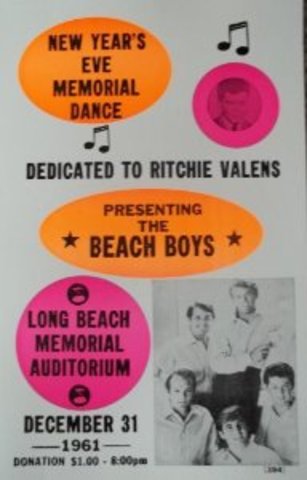 NEW YEAR'S
EVE
MEMORIAL
DANCE
DEDICATED TO RITCHIE VALENS
PRESENTING
THE
★ BEACH BOYS ★
LONG BEACH
MEMORIAL
AUDITORIUM
DECEMBER 31
1961
DONATION $1.00 - 8:00pm